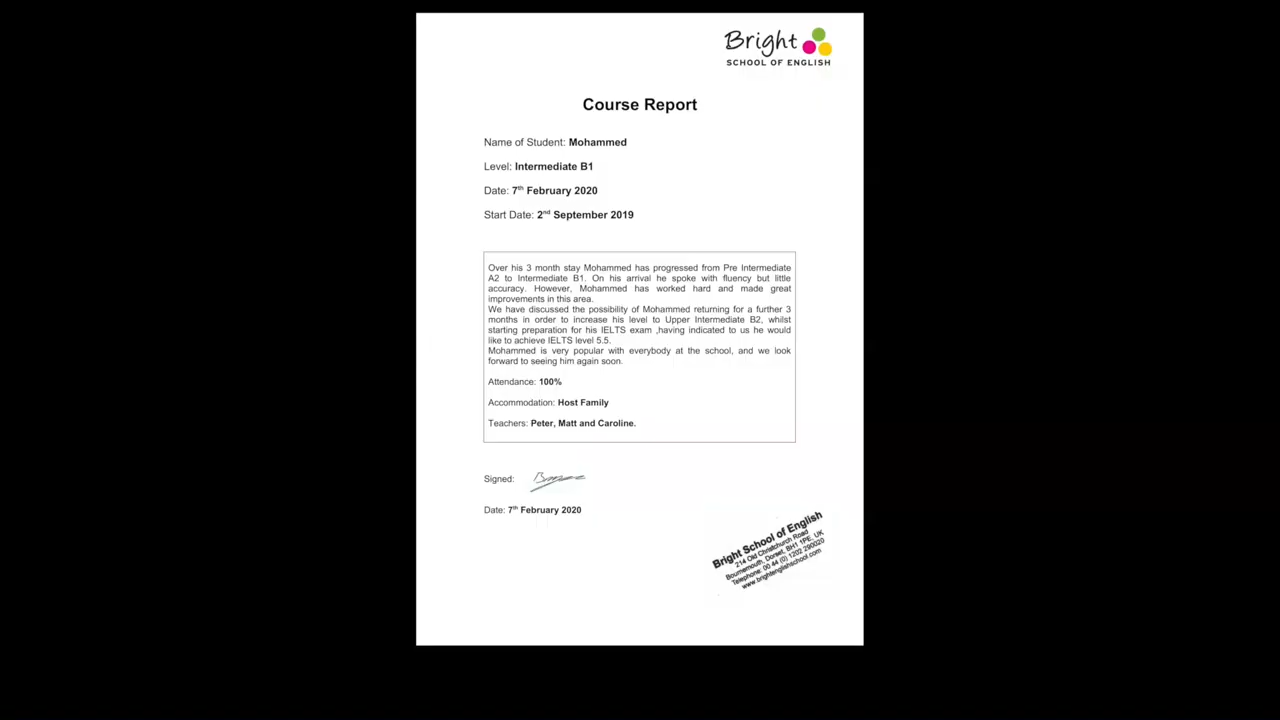 Bright
SCHOOL OF ENGLISH
Course Report
Name of Student: Mohammed
Level: Intermediate B1
Date: 7th February 2020
Start Date: 2nd September 2019
Over his 3 month stay Mohammed has progressed from Pre Intermediate
A2 to Intermediate B1. On his arrival he spoke with fluency but little
accuracy. However, Mohammed has worked hard and made great
improvements in this area.
We have discussed the possibility of Mohammed returning for a further 3
months in order to increase his level to Upper Intermediate B2, whilst
starting preparation for his IELTS exam ,having indicated to us he would
like to achieve IELTS level 5.5.
Mohammed is very popular with everybody at the school, and we look
forward to seeing him again soon.
Attendance: 100%
Accommodation: Host Family
Teachers: Peter, Matt and Caroline.
Signed:
Date: 7th February 2020
Bright School of English
214 Old Christchurch Road
Bournemouth, Dorset, BH1 1PE, UK
Telephone: 00 44 (0) 1202 290020
www.brightenglishschool.com